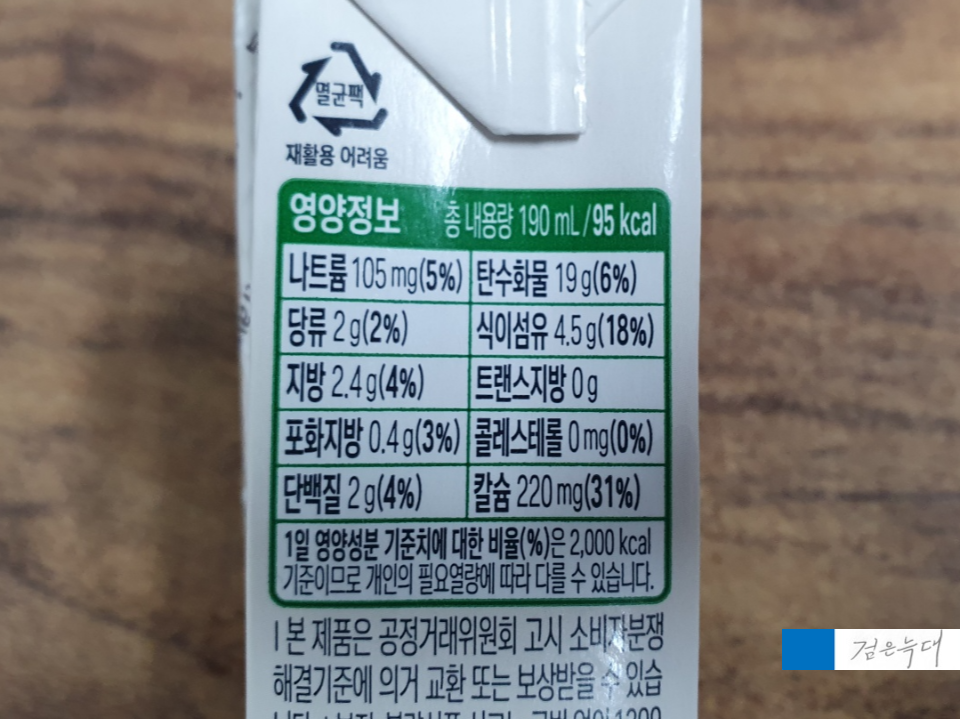 멸균팩
재활용 어려움
영양정보 총 내용량 190 mL / 95 kcal
나트륨 105 mg(5%) 탄수화물 19 g(6%)
당류 2 g(2%) 식이섬유 4.5 g(18%)
지방 2.4 g(4%) 트랜스지방 0 g
포화지방 0.4 g(3%) 콜레스테롤 0 mg(0%)
단백질 2 g(4%) 칼슘 220 mg(31%)
1일 영양성분 기준치에 대한 비율(%)은 2,000 kcal
기준이므로 개인의 필요열량에 따라 다를 수 있습니다.
l 본 제품은 공정거래위원회 고시 소비자분쟁
해결기준에 의거 교환 또는 보상받을 수 있습
검은늑대